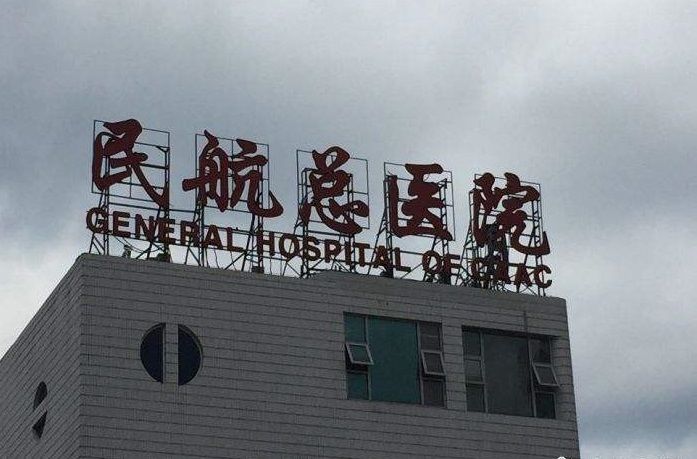 民航总医院
GENERAL HOSPITAL OF CAAC